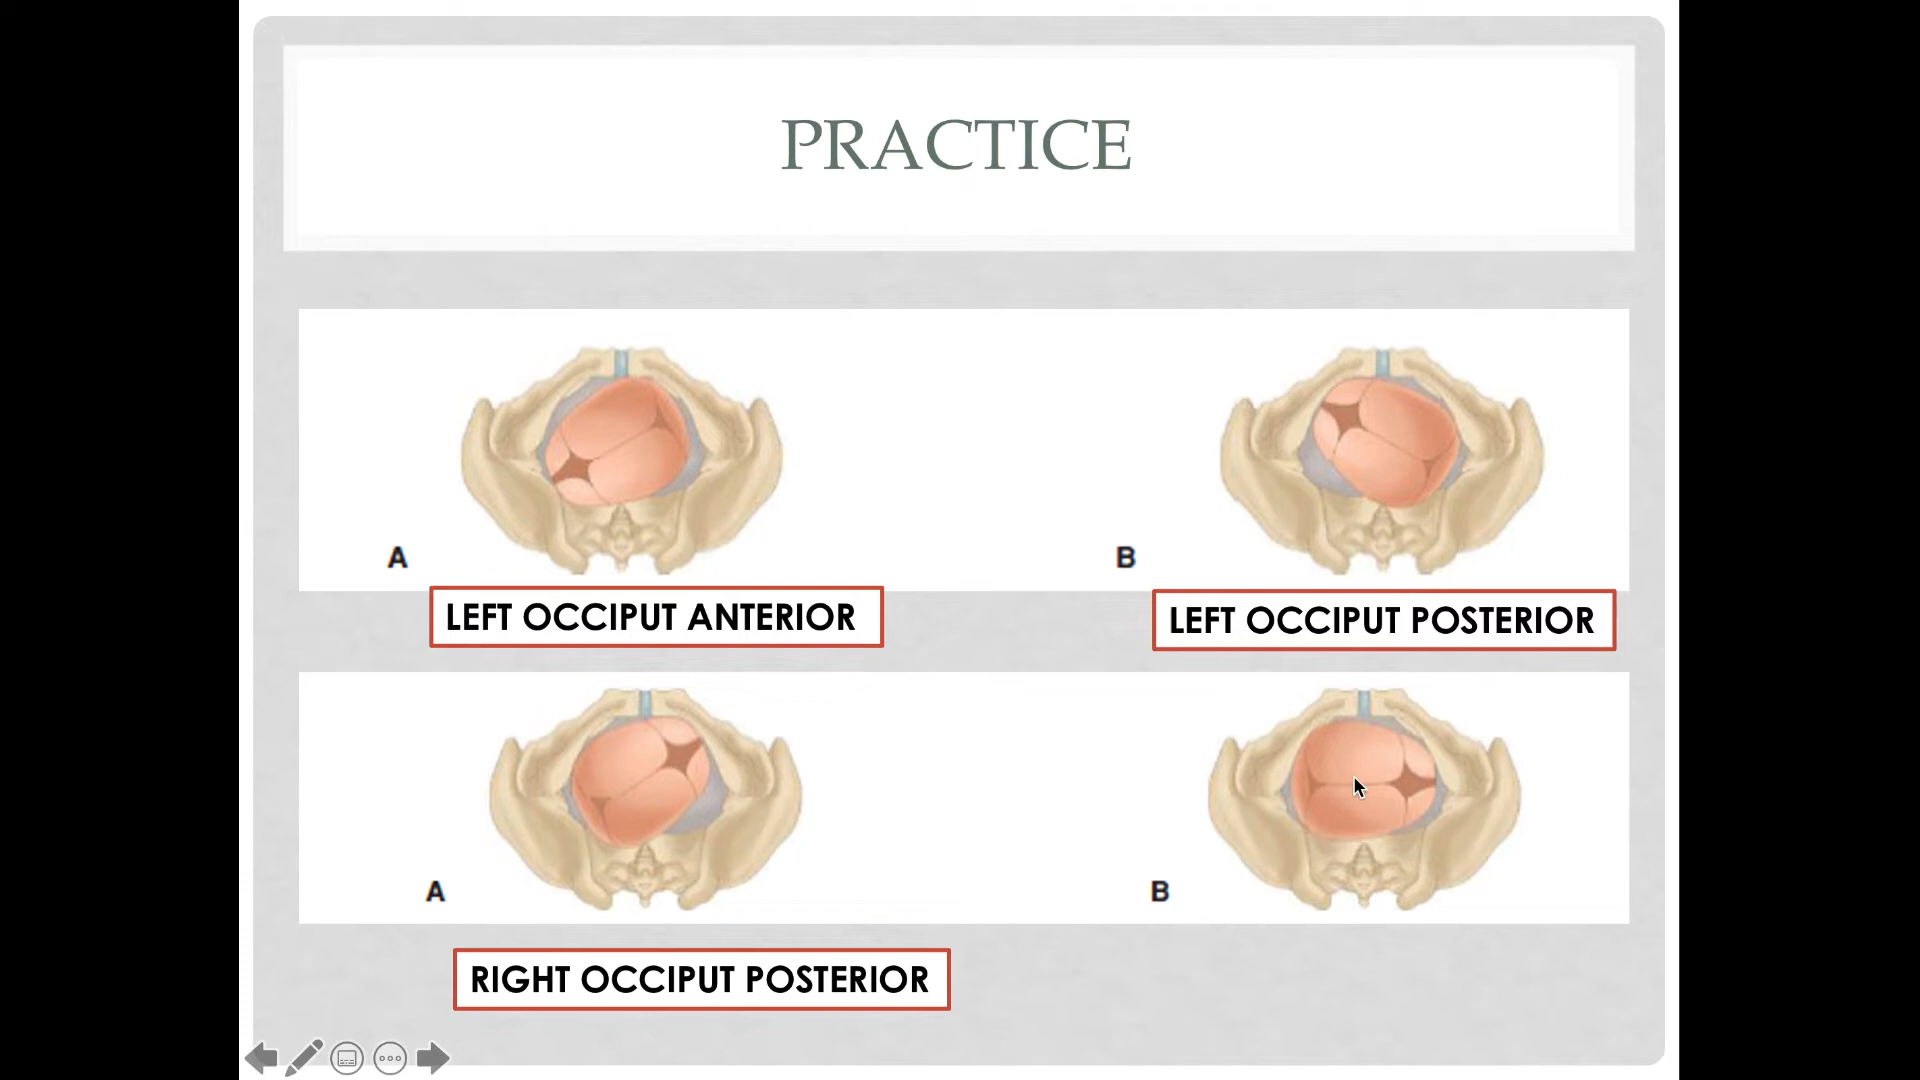 PRACTICE
A
B
LEFT OCCIPUT ANTERIOR
LEFT OCCIPUT POSTERIOR
A
B
RIGHT OCCIPUT POSTERIOR